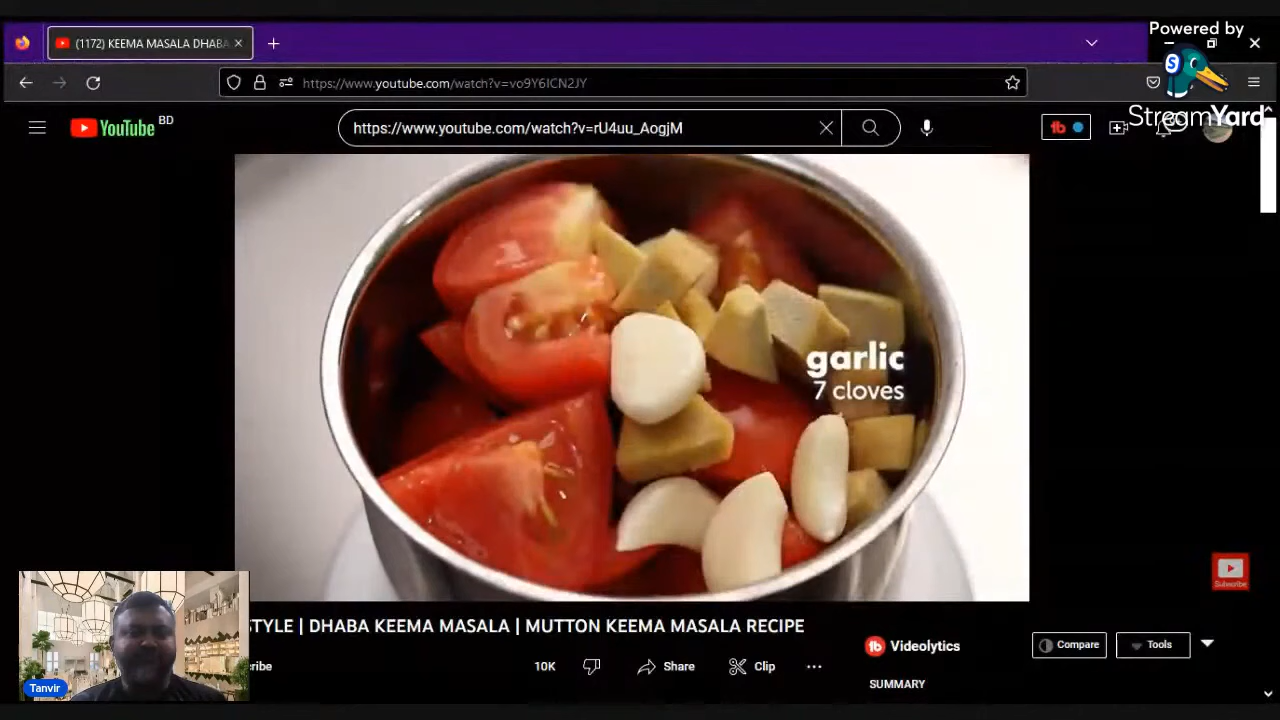 Powered by
StreamYard
(1172) KEEMA MASALA DHABA
https://www.youtube.com/watch?v=vo9Y6ICN2JY
YouTube BD
https://www.youtube.com/watch?v=rU4uu_AogjM
garlic
7 cloves
Subscribe
STYLE | DHABA KEEMA MASALA | MUTTON KEEMA MASALA RECIPE
Videolytics
Compare
Tools
cribe
10K
Share
Clip
SUMMARY
Tanvir